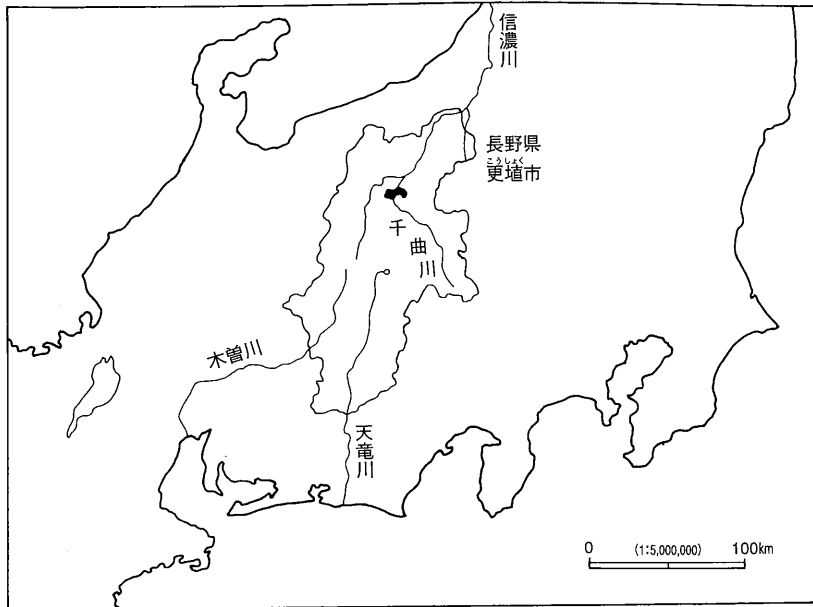 信濃川
長野県
こうしょく
更埴市
千曲川
木曽川
天竜川
0 (1:5,000,000) 100km